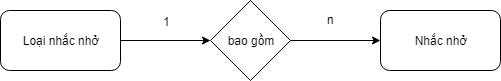 1
n
Loại nhắc nhở
bao gồm
Nhắc nhở